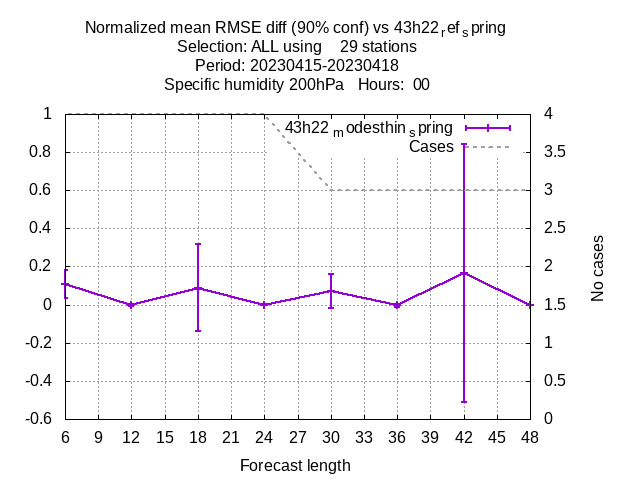 Normalized mean RMSE diff (90% conf) vs 43h22refspring
Selection: ALL using 29 stations
Period: 20230415-20230418
Specific humidity 200hPa Hours: 00
43h22modesthinspring
Cases
1
0.8
0.6
0.4
0.2
0
-0.2
-0.4
-0.6
4
3.5
3
2.5
2
1.5
1
0.5
0
No cases
6 9 12 15 18 21 24 27 30 33 36 39 42 45 48
Forecast length